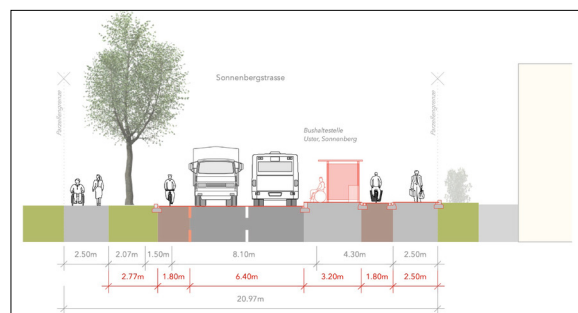 Sonnenbergstrasse
Parzellengrenze
Parzellengrenze
Bushaltestelle
Uster, Sonnenberg
2.50m 2.07m 1.50m 8.10m 4.30m 2.50m
2.77m 1.80m 6.40m 3.20m 1.80m 2.50m
20.97m